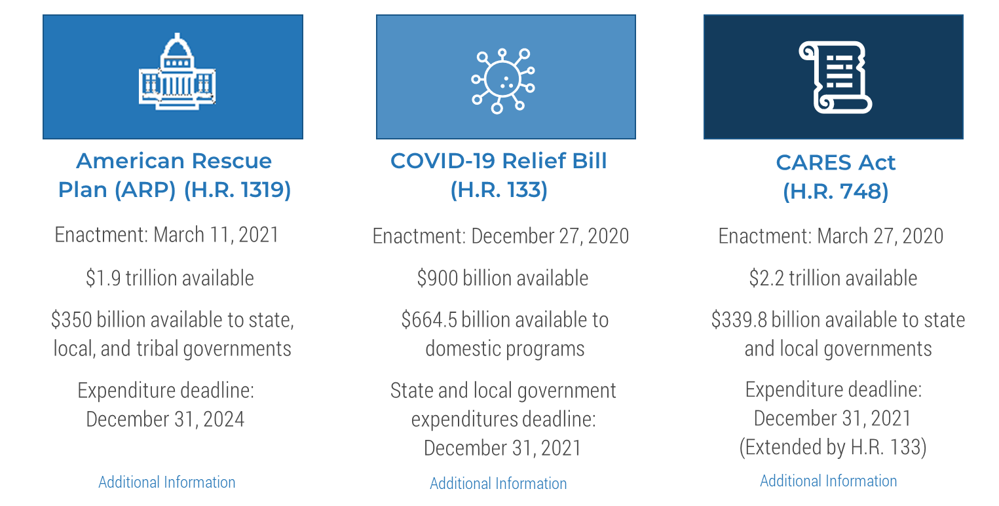 American Rescue
Plan (ARP) (H.R. 1319)
Enactment: March 11, 2021
$1.9 trillion available
$350 billion available to state,
local, and tribal governments
Expenditure deadline:
December 31, 2024
Additional Information
COVID-19 Relief Bill
(H.R. 133)
Enactment: December 27, 2020
$900 billion available
$664.5 billion available to
domestic programs
State and local government
expenditures deadline:
December 31, 2021
Additional Information
CARES Act
(H.R. 748)
Enactment: March 27, 2020
$2.2 trillion available
$339.8 billion available to state
and local governments
Expenditure deadline:
December 31, 2021
(Extended by H.R. 133)
Additional Information